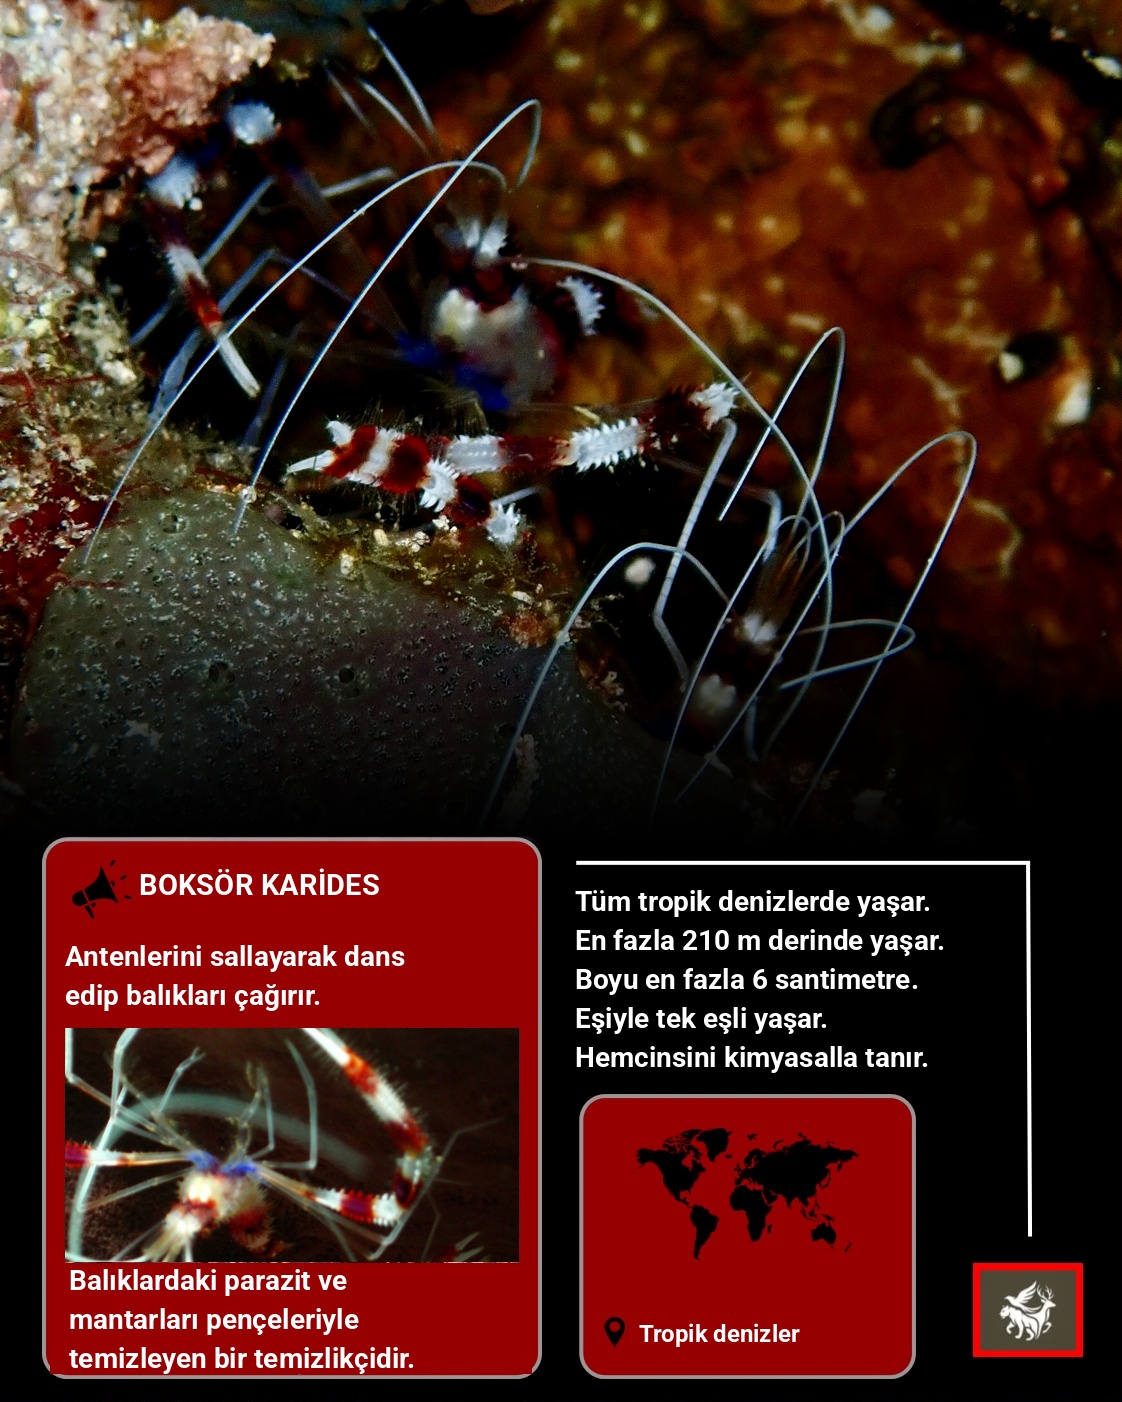 BOKSÖR KARİDES
Antenlerini sallayarak dans
edip balıkları çağırır.
Balıklardaki parazit ve
mantarları pençeleriyle
temizleyen bir temizlikçidir.
Tüm tropik denizlerde yaşar.
En fazla 210 m derinde yaşar.
Boyu en fazla 6 santimetre.
Eşiyle tek eşli yaşar.
Hemcinsini kimyasalla tanır.
Tropik denizler